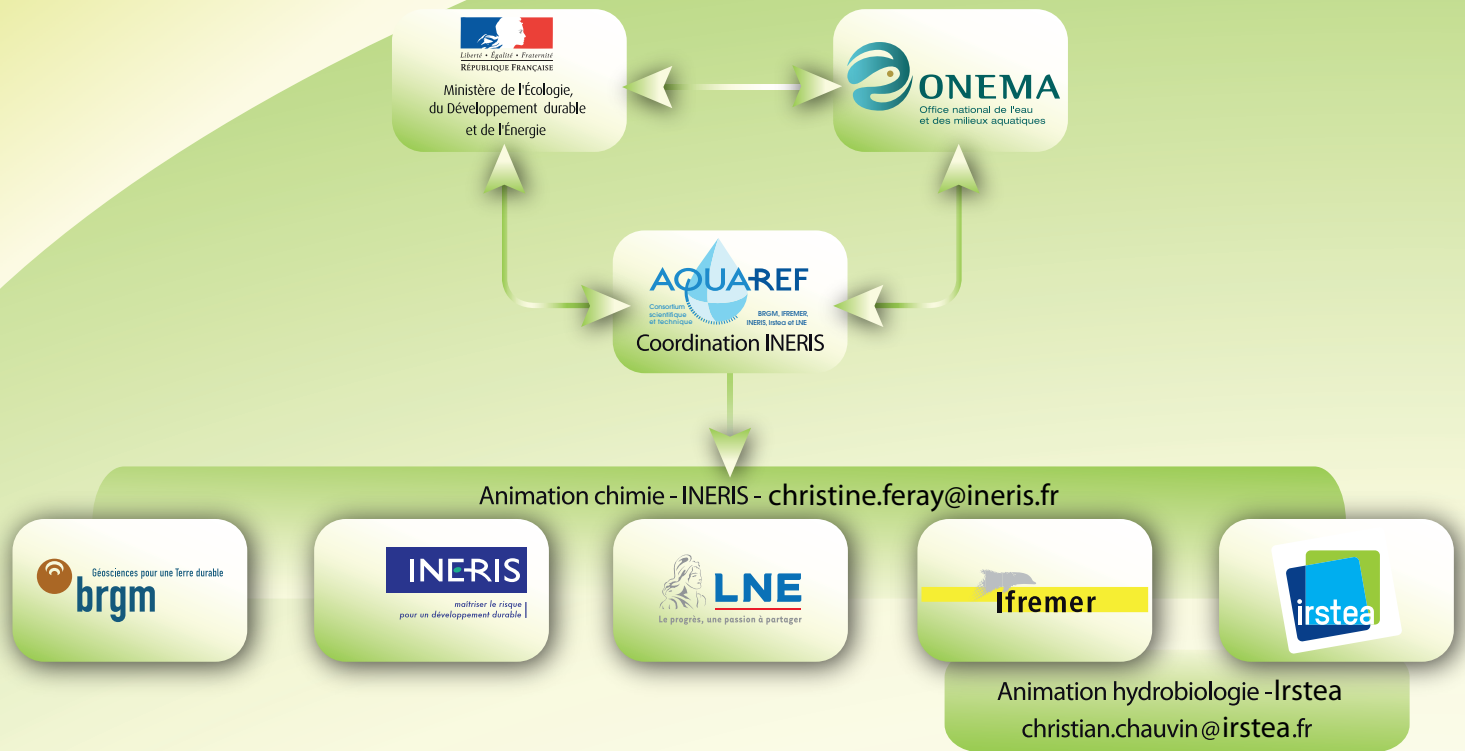 Liberté • Égalité • Fraternité
RÉPUBLIQUE FRANÇAISE
Ministère de l'Écologie,
du Développement durable
et de l'Énergie
ONEMA
Office national de l'eau
et des milieux aquatiques
AQUA-REF
Consortium
scientifique
et technique
BRGM, IFREMER,
INERIS, Irstea et LNE
Coordination INERIS
Animation chimie - INERIS - christine.feray@ineris.fr
Géosciences pour une Terre durable
brgm
INERIS
maîtriser le risque
pour un développement durable
LNE
Le progrès, une passion à partager
Ifremer
irstea
Animation hydrobiologie - Irstea
christian.chauvin@irstea.fr